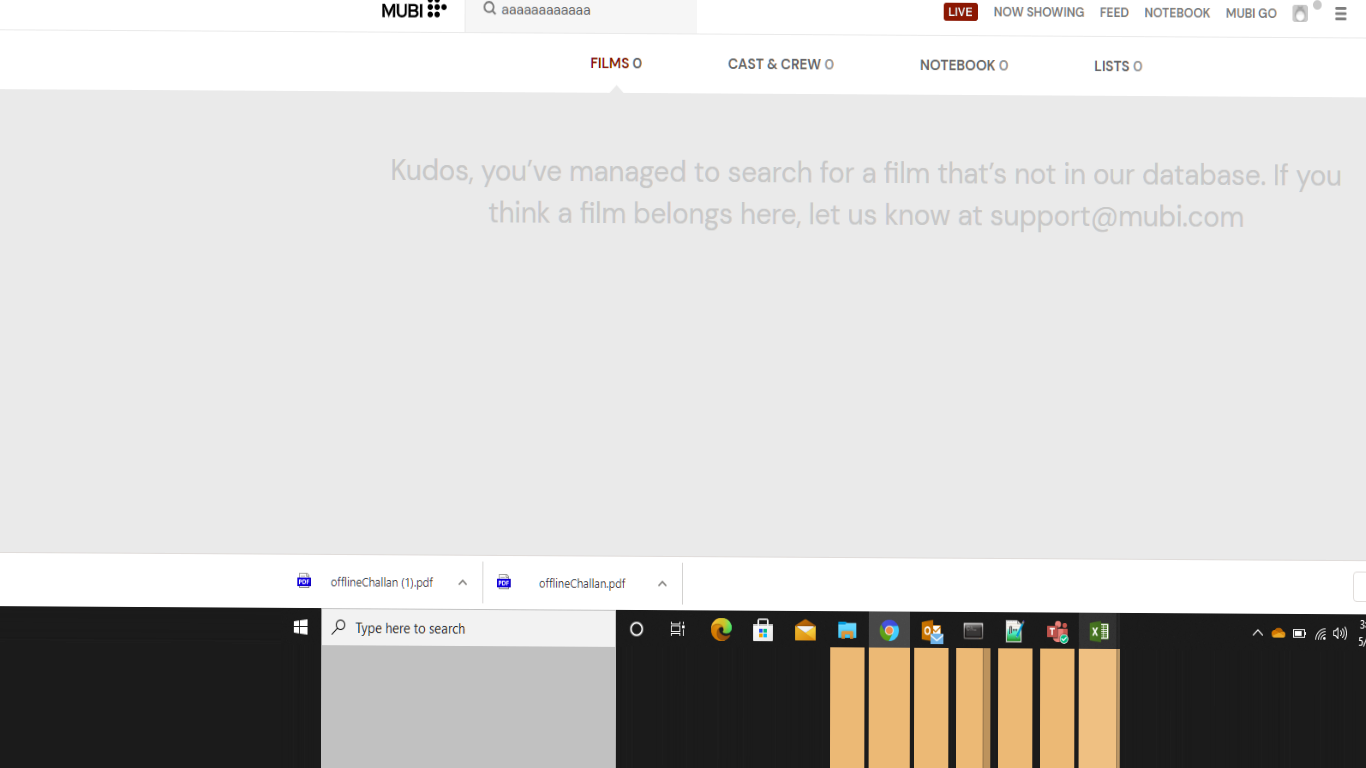 MUBI
aaaaaaaaaaaa
LIVE NOW SHOWING FEED NOTEBOOK MUBI GO
FILMS 0 CAST & CREW 0 NOTEBOOK 0 LISTS 0
Kudos, you've managed to search for a film that's not in our database. If you
think a film belongs here, let us know at support@mubi.com
PDF offlineChallan (1).pdf PDF offlineChallan.pdf
Type here to search